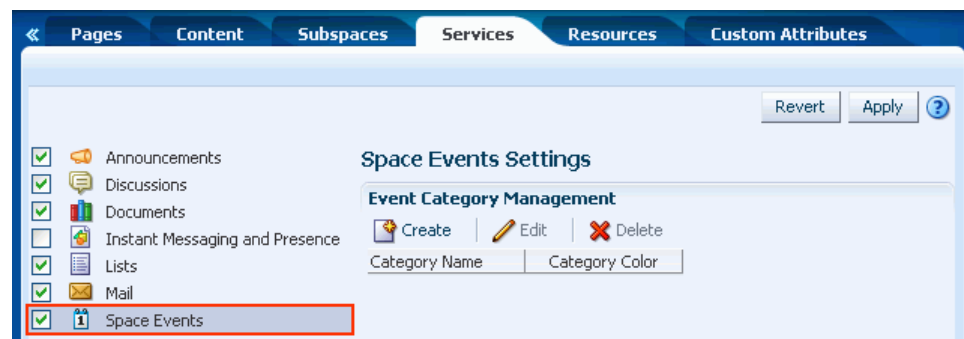 « Pages Content Subspaces Services Resources Custom Attributes
Revert Apply ?
Announcements
Discussions
Documents
Instant Messaging and Presence
Lists
Mail
1 Space Events
Space Events Settings
Event Category Management
Create Edit Delete
Category Name Category Color